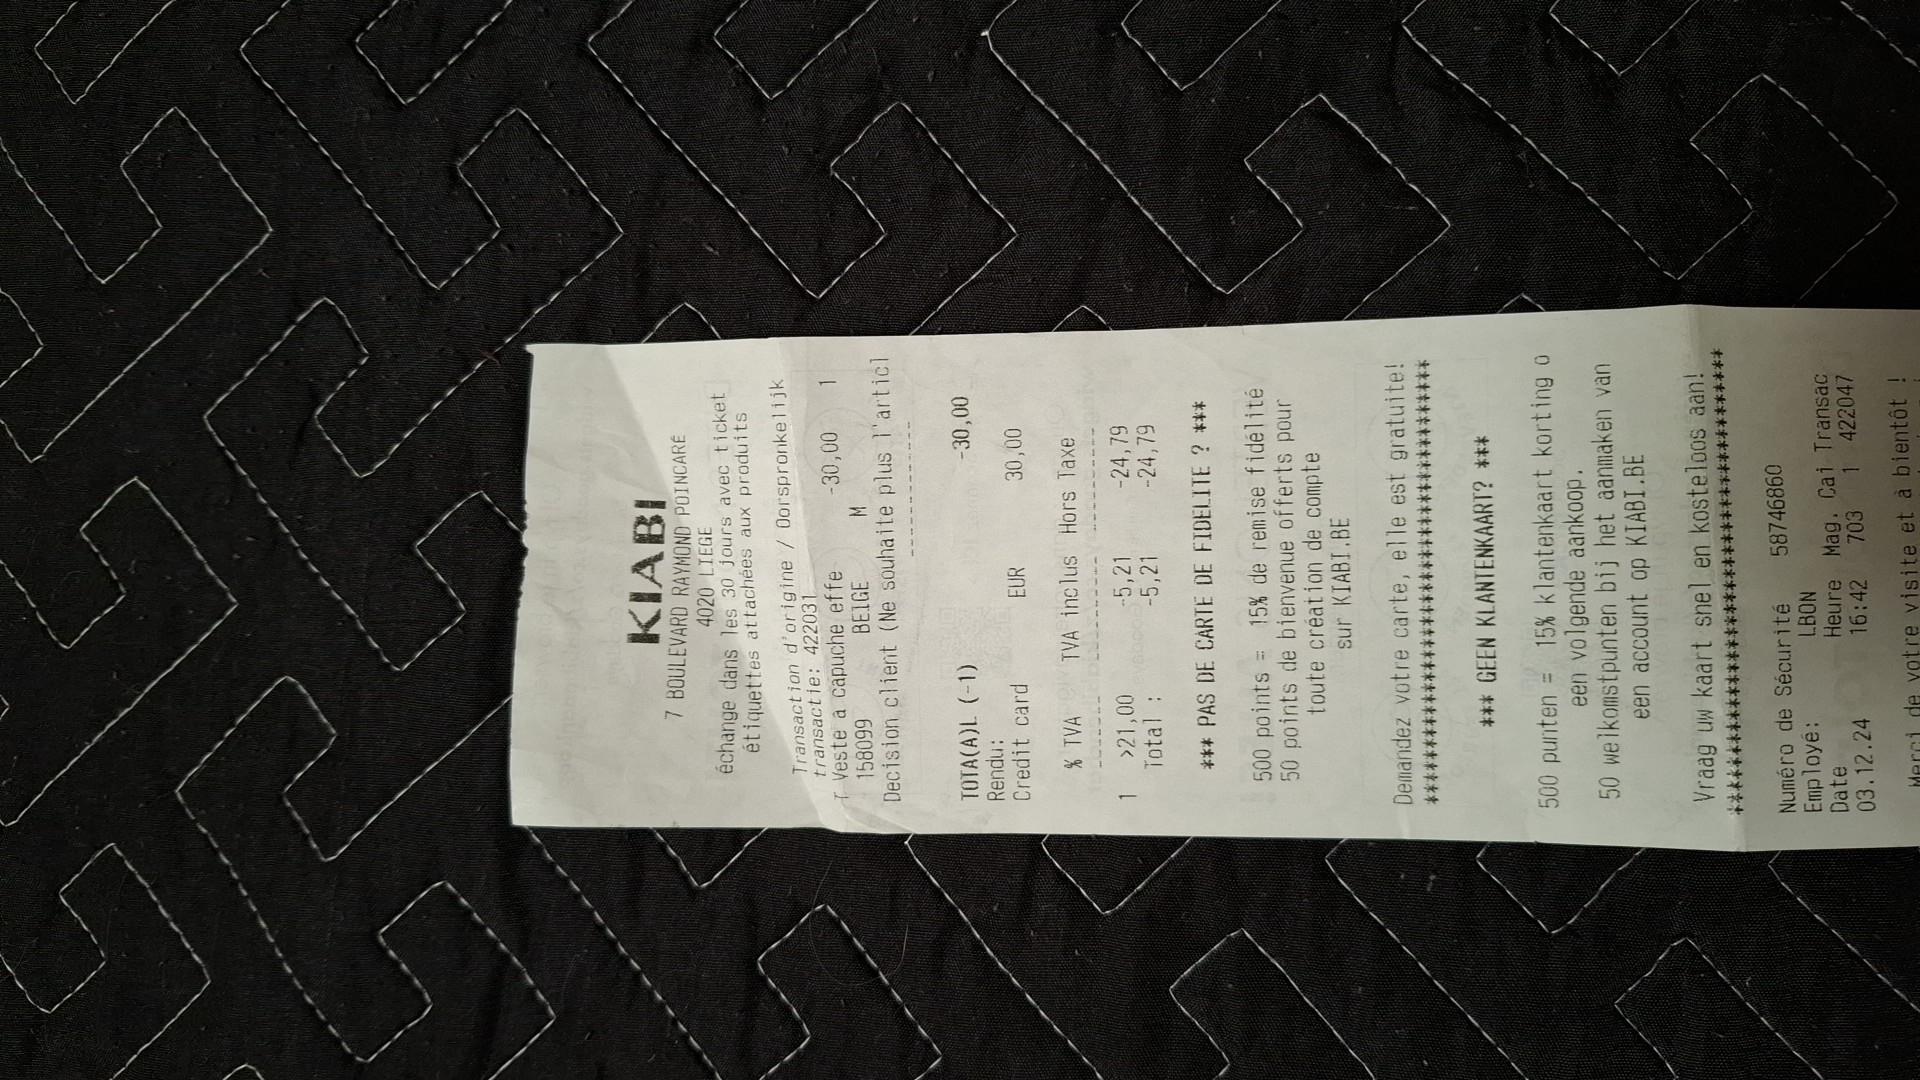 KIABI
7 BOULEVARD RAYMOND POINCARÉ
4020 LIEGE
échange dans les 30 jours avec ticket
étiquettes attachées aux produits
Transaction d'origine / Oorspronkelijk
transactie: 422031
T Veste à capuche effe -30,00 1
158099 BEIGE M
Decision client (Ne souhaite plus l'articl
TOTA(A)L (-1) -30,00
Rendu:
Credit card EUR 30,00
% TVA TVA inclus Hors Taxe
1 >21,00 -5,21 -24,79
Total : -5,21 -24,79
*** PAS DE CARTE DE FIDELITE ? ***
500 points = 15% de remise fidélité
50 points de bienvenue offerts pour
toute création de compte
sur KIABI.BE
Demandez votre carte, elle est gratuite!
******************************************
*** GEEN KLANTENKAART? ***
500 punten = 15% klantenkaart korting o
een volgende aankoop.
50 welkomstpunten bij het aanmaken van
een account op KIABI.BE
Vraag uw kaart snel en kosteloos aan!
******************************************
Numéro de Sécurité 58746860
Employé: LBON
Date Heure Mag. Cai Transac
03.12.24 16:42 703 1 422047
Merci de votre visite et à bientôt !